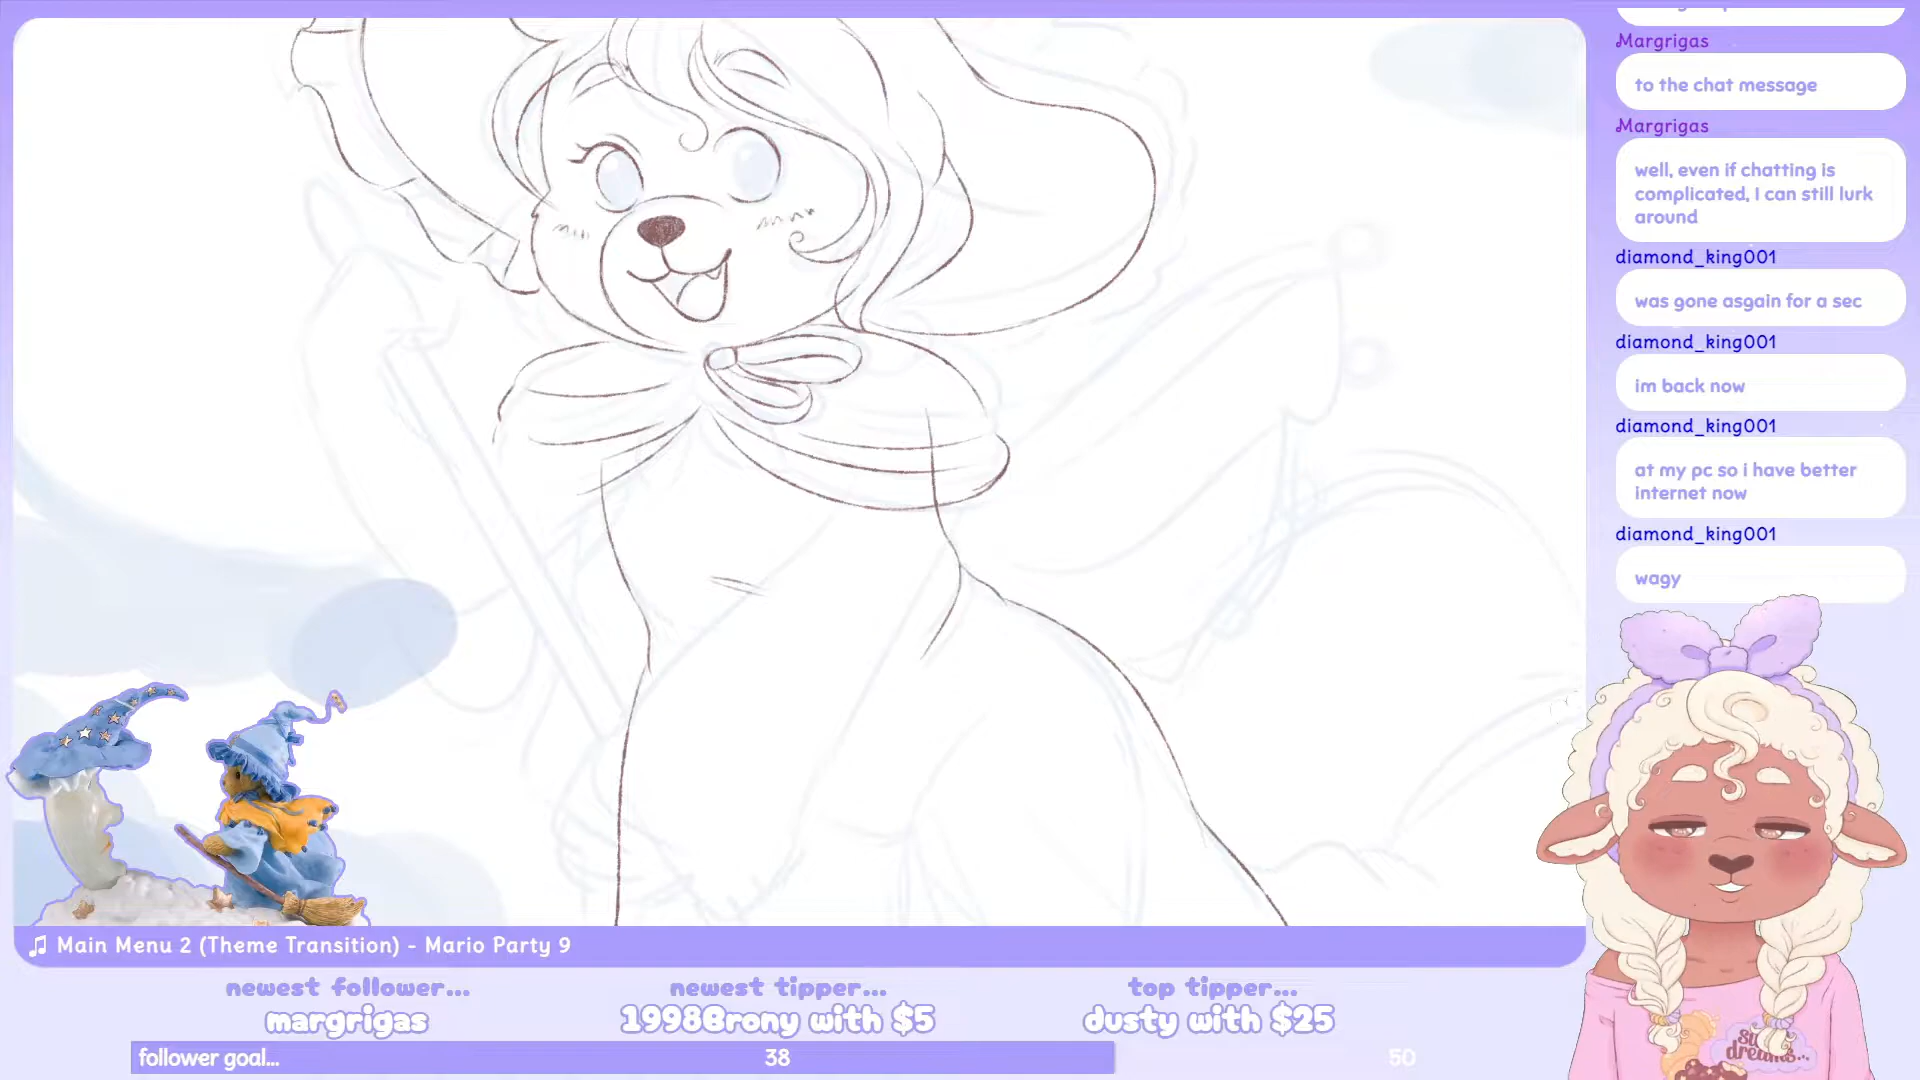 Margrigas
to the chat message
Margrigas
well, even if chatting is
complicated, I can still lurk
around
diamond_king001
was gone asgain for a sec
diamond_king001
im back now
diamond_king001
at my pc so i have better
internet now
diamond_king001
wagy
Main Menu 2 (Theme Transition) - Mario Party 9
newest follower...
margrigas
newest tipper...
1998Brony with $5
top tipper...
dusty with $25
follower goal...
38
50
dreams...